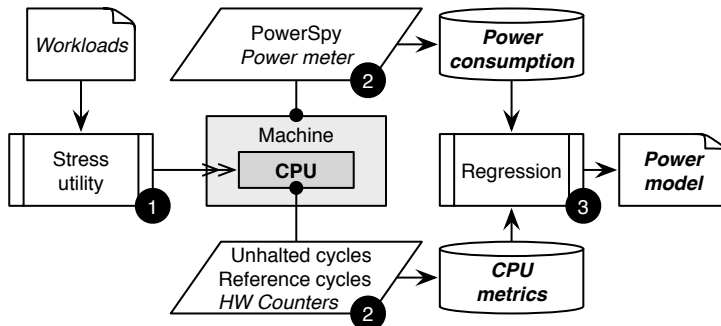 Workloads
PowerSpy
Power meter
2
Power
consumption
Stress
utility
1
Machine
CPU
Regression
3
Power
model
Unhalted cycles
Reference cycles
HW Counters
2
CPU
metrics